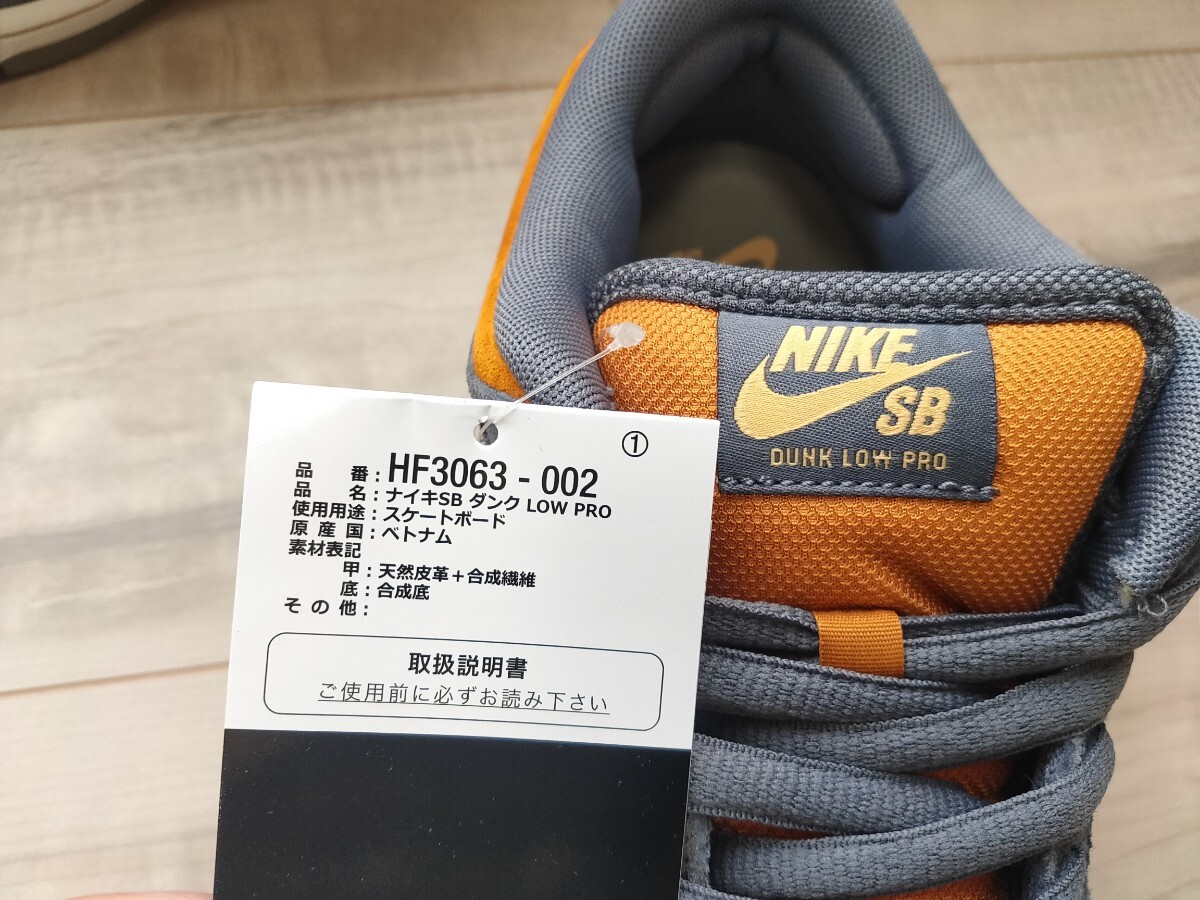 ①
品 番：HF3063 - 002
品 名：ナイキSB ダンク LOW PRO
使用用途：スケートボード
原 産 国：ベトナム
素材表記
甲：天然皮革＋合成繊維
底：合成底
そ の 他：
取扱説明書
ご使用前に必ずお読み下さい
NIKE
SB
DUNK LOW PRO